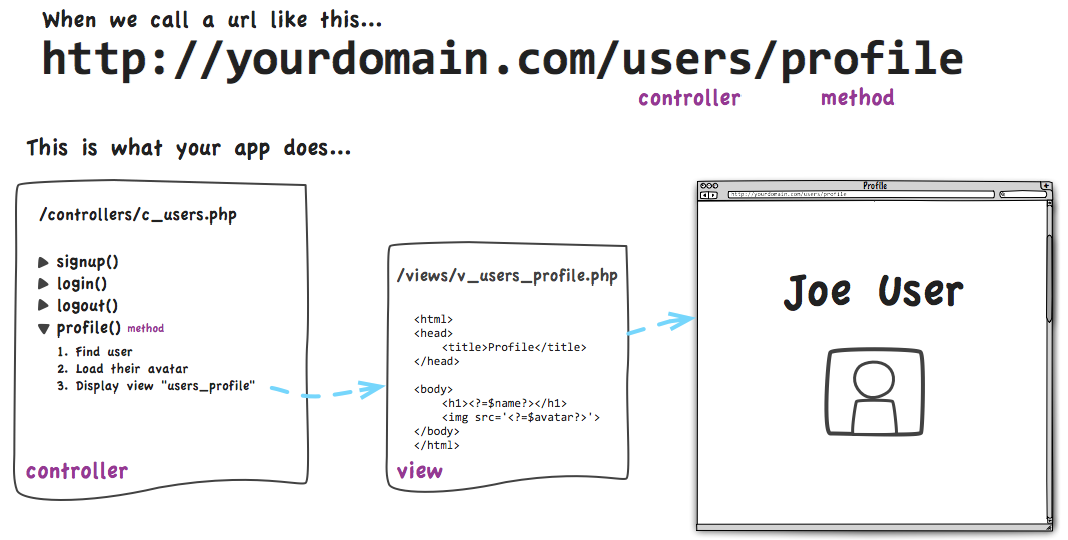 When we call a url like this...
http://yourdomain.com/users/profile
controller method
This is what your app does...
/controllers/c_users.php
signup()
login()
logout()
profile() method
1. Find user
2. Load their avatar
3. Display view "users_profile"
controller
/views/v_users_profile.php
<html>
<head>
<title>Profile</title>
</head>
<body>
<h1><?=$name?></h1>
<img src='<?=$avatar?>'>
</body>
</html>
view
Profile
http://yourdomain.com/users/profile
Joe User